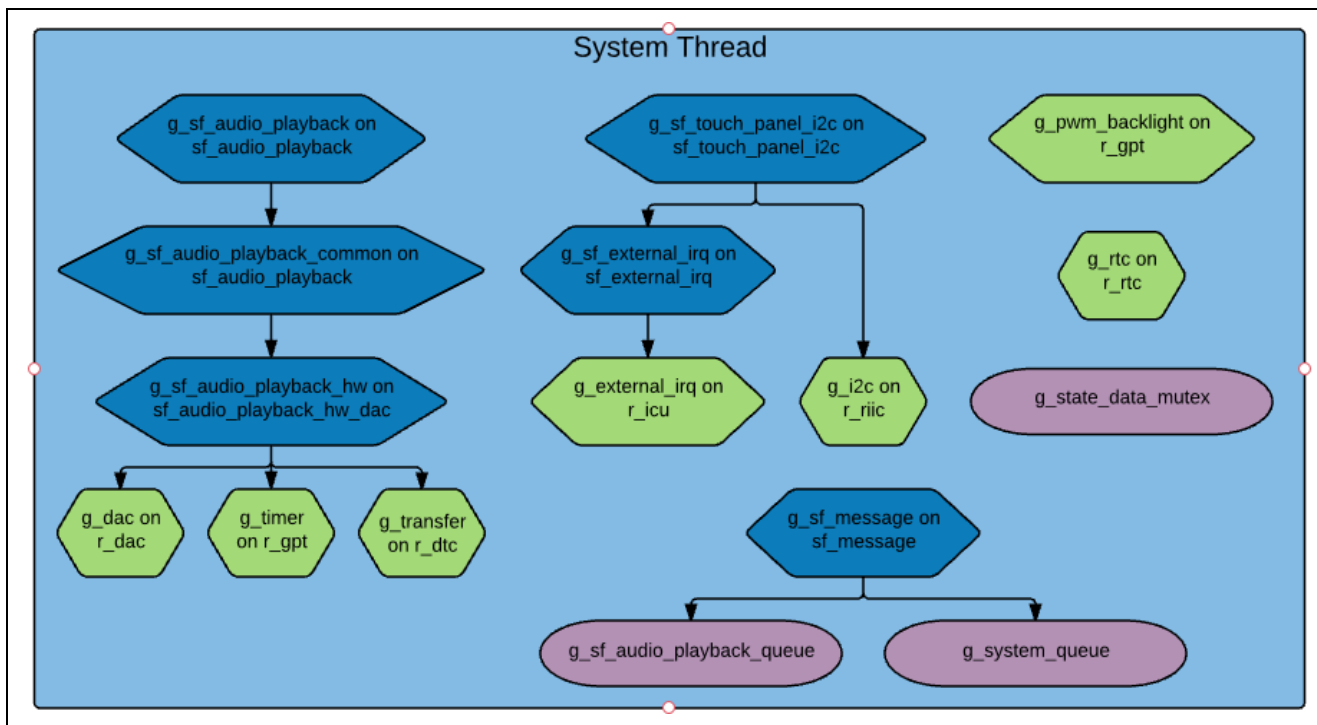 System Thread
g_sf_audio_playback on
sf_audio_playback
g_sf_touch_panel_i2c on
sf_touch_panel_i2c
g_pwm_backlight on
r_gpt
g_sf_audio_playback_common on
sf_audio_playback
g_sf_external_irq on
sf_external_irq
g_rtc on
r_rtc
g_sf_audio_playback_hw on
sf_audio_playback_hw_dac
g_external_irq on
r_icu
g_i2c on
r_riic
g_state_data_mutex
g_dac on
r_dac
g_timer
on r_gpt
g_transfer
on r_dtc
g_sf_message on
sf_message
g_sf_audio_playback_queue
g_system_queue